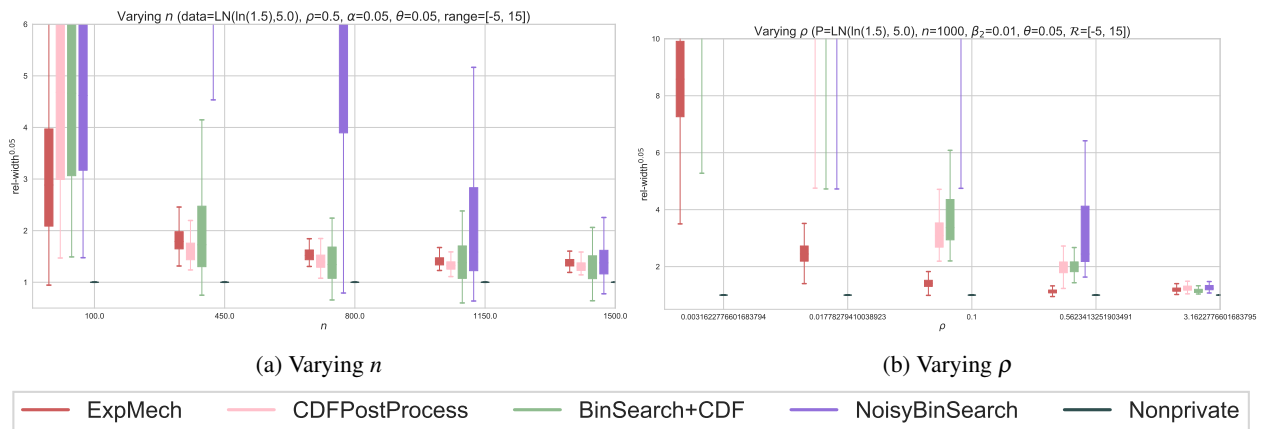 Varying n (data=LN(ln(1.5),5.0), ρ=0.5, α=0.05, θ=0.05, range=[-5, 15])
6
5
4
3
2
1
rel-width^0.05
100.0
450.0
800.0
1150.0
1500.0
n
(a) Varying n
Varying ρ (P=LN(ln(1.5), 5.0), n=1000, β₂=0.01, θ=0.05, ℛ=[-5, 15])
10
8
6
4
2
rel-width^0.05
0.0031622776601683794
0.01778279410038923
0.1
0.5623413251903491
3.1622776601683795
ρ
(b) Varying ρ
ExpMech
CDFPostProcess
BinSearch+CDF
NoisyBinSearch
Nonprivate